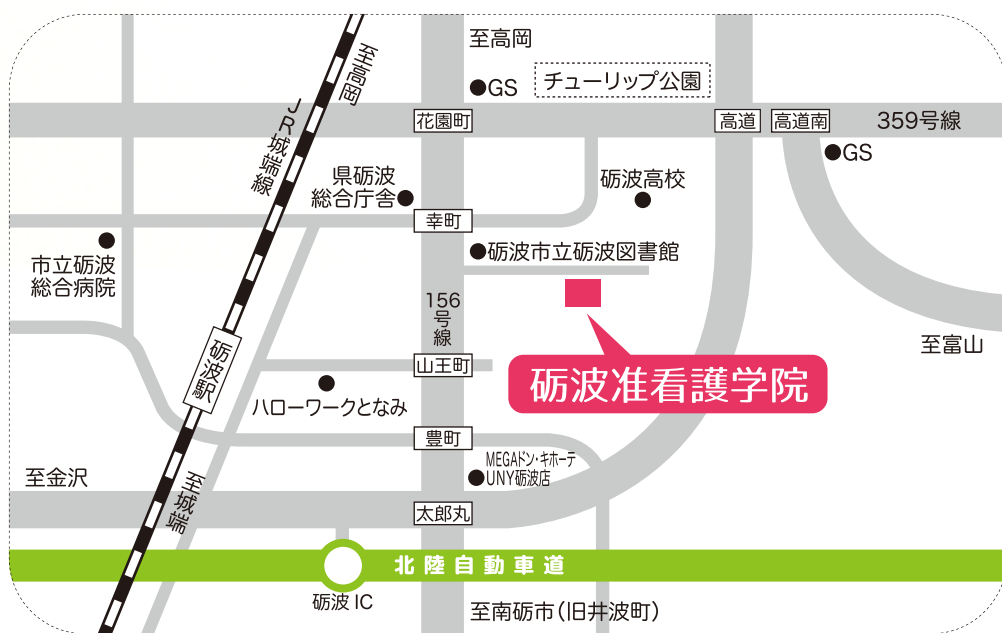 至高岡
至高岡
GS
チューリップ公園
花園町
高道
高道南
359号線
GS
JR城端線
県砺波
総合庁舎
砺波高校
幸町
市立砺波
総合病院
砺波市立砺波図書館
156
号
線
至富山
砺波駅
山王町
砺波准看護学院
ハローワークとなみ
豊町
MEGAドン・キホーテ
UNY砺波店
至金沢
至城端
太郎丸
北陸自動車道
砺波 IC
至南砺市(旧井波町)